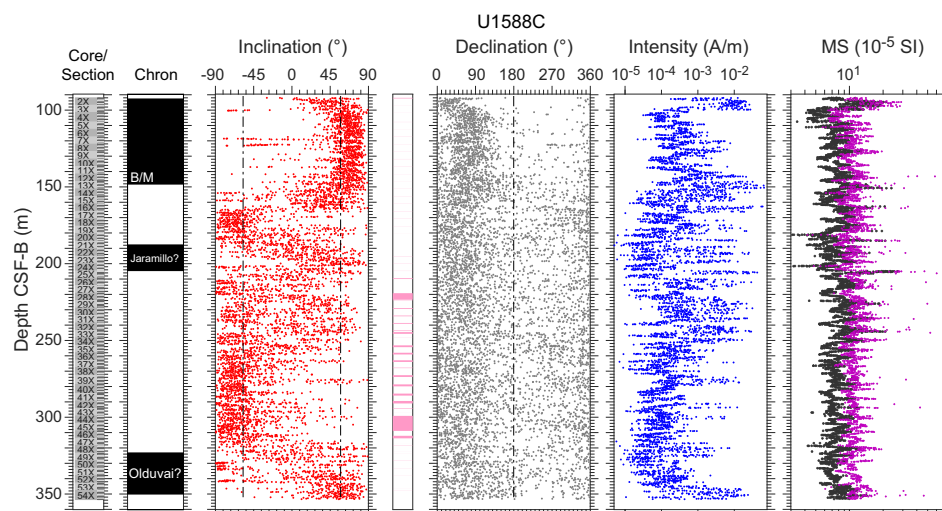 U1588C
Core/
Section
Chron
Inclination (°)
Declination (°)
Intensity (A/m)
MS (10-5 SI)
-90 -45 0 45 90
0 90 180 270 360
10-5 10-4 10-3 10-2
101
Depth CSF-B (m)
100
150
200
250
300
350
2X
3X
4X
5X
6X
7X
8X
9X
10X
11X
12X
13X
14X
15X
16X
17X
18X
19X
20X
21X
22X
23X
24X
25X
26X
27X
28X
29X
30X
31X
32X
33X
34X
35X
36X
37X
38X
39X
40X
41X
42X
43X
44X
45X
46X
47X
48X
49X
50X
51X
52X
53X
54X
B/M
Jaramillo?
Olduvai?